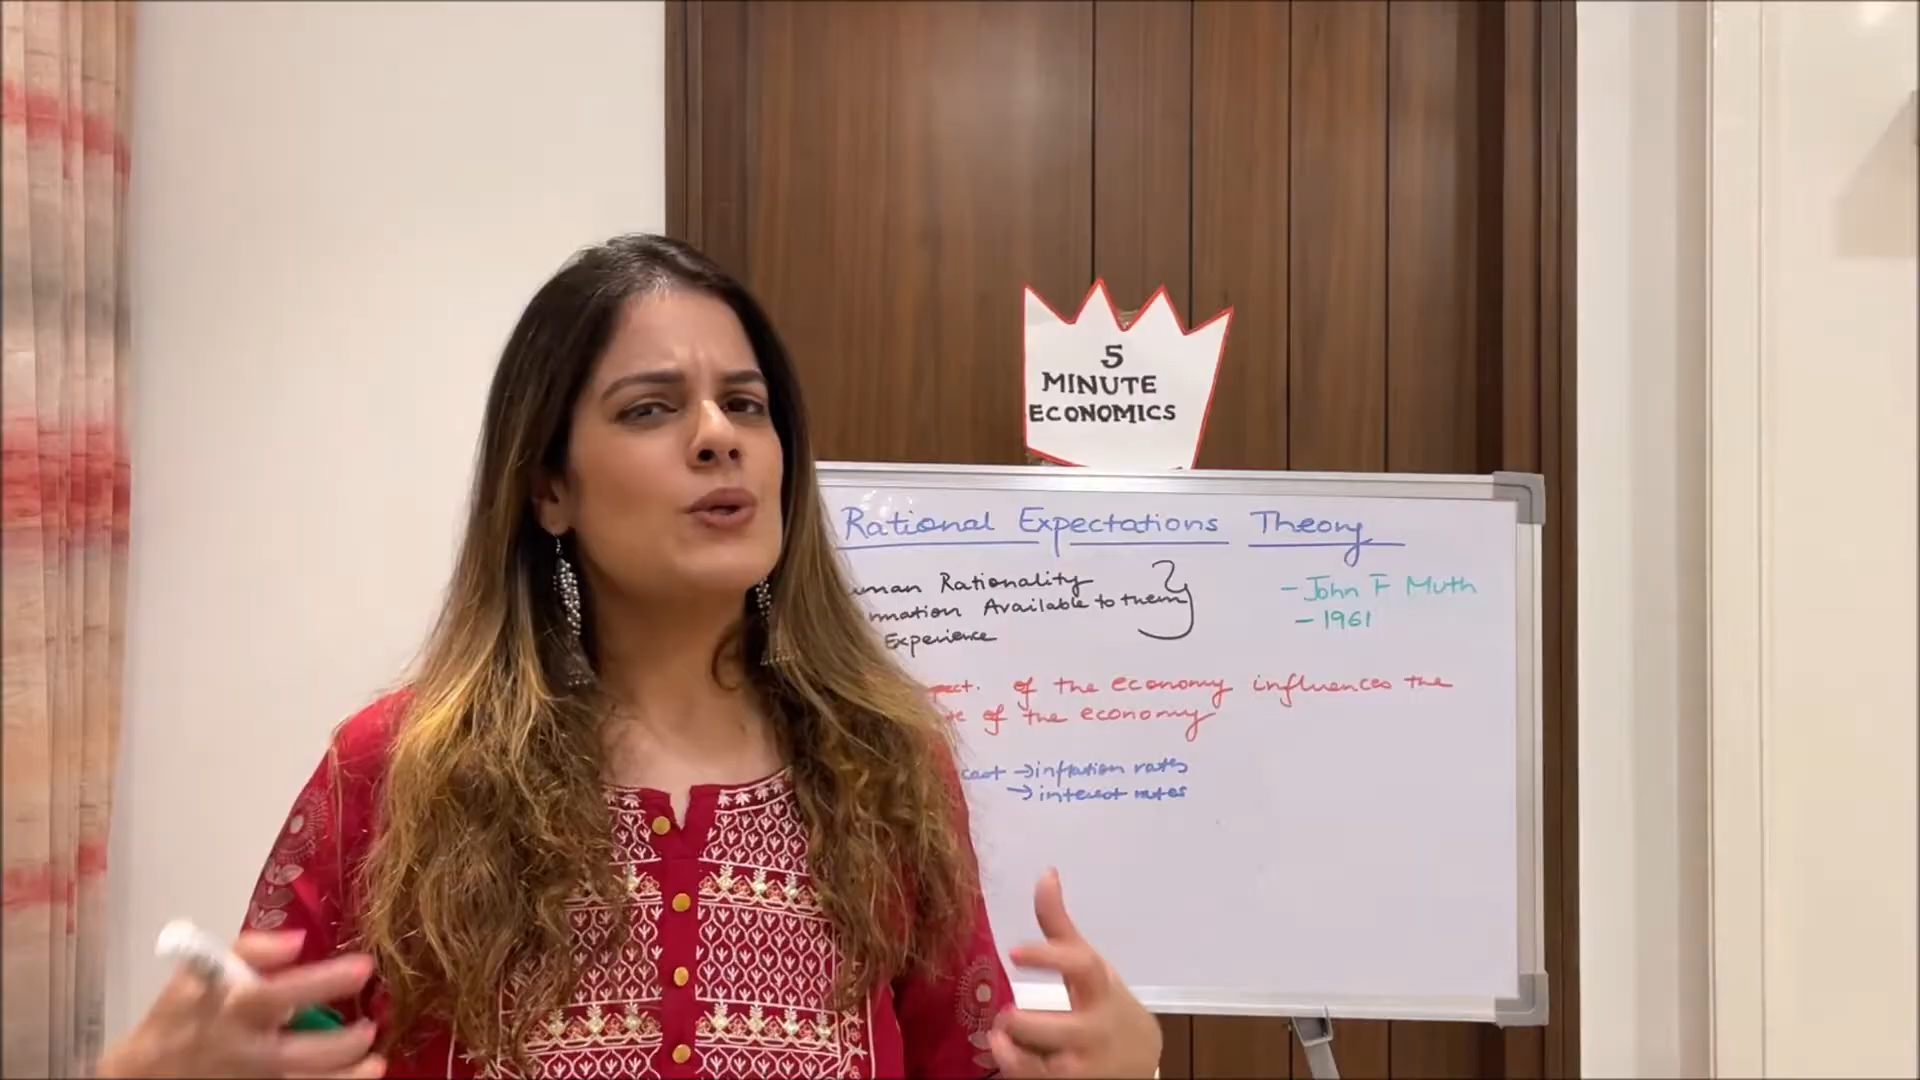 5
MINUTE
ECONOMICS
Rational Expectations Theory
uman Rationality
rmation Available to them
Experience
- John F Muth
- 1961
pect. of the economy influences the
of the economy
cast → inflation rates
→ interest rates